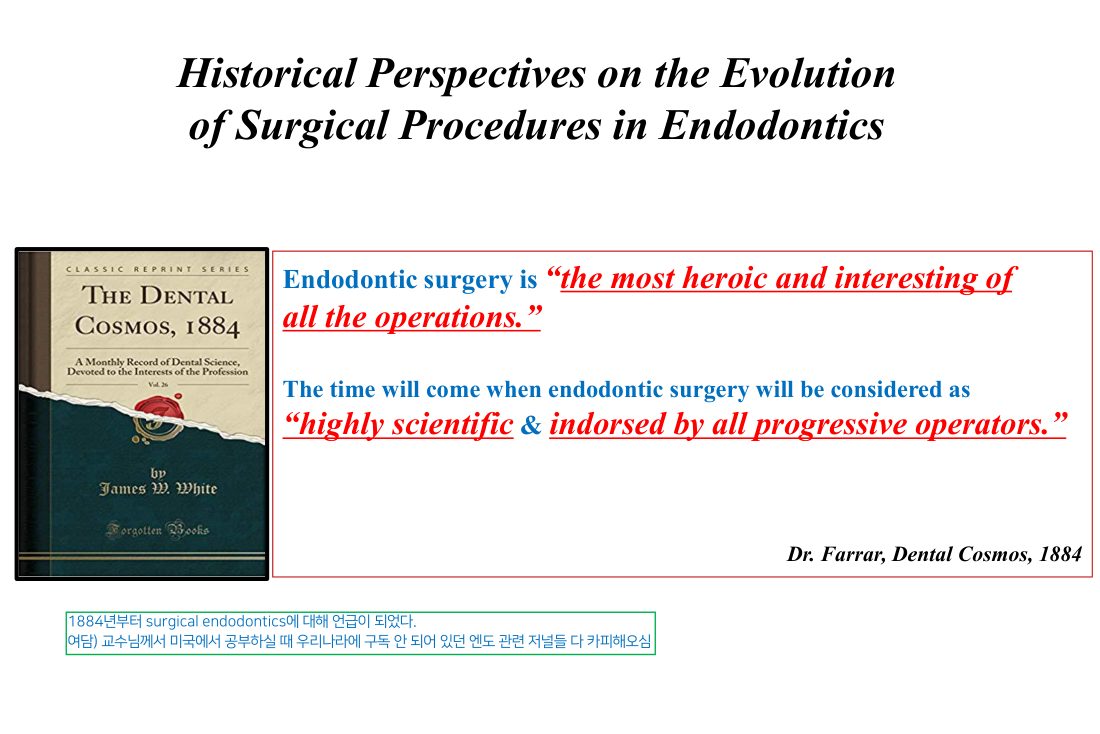 Historical Perspectives on the Evolution
of Surgical Procedures in Endodontics
CLASSIC REPRINT SERIES
THE DENTAL
COSMOS, 1884
A Monthly Record of Dental Science,
Devoted to the Interests of the Profession
Vol. 26
by
James W. White
Forgotten Books
Endodontic surgery is “the most heroic and interesting of
all the operations.”
The time will come when endodontic surgery will be considered as
“highly scientific & indorsed by all progressive operators.”
Dr. Farrar, Dental Cosmos, 1884
1884년부터 surgical endodontics에 대해 언급이 되었다.
여담) 교수님께서 미국에서 공부하실 때 우리나라에 구독 안 되어 있던 엔도 관련 저널들 다 카피해오심